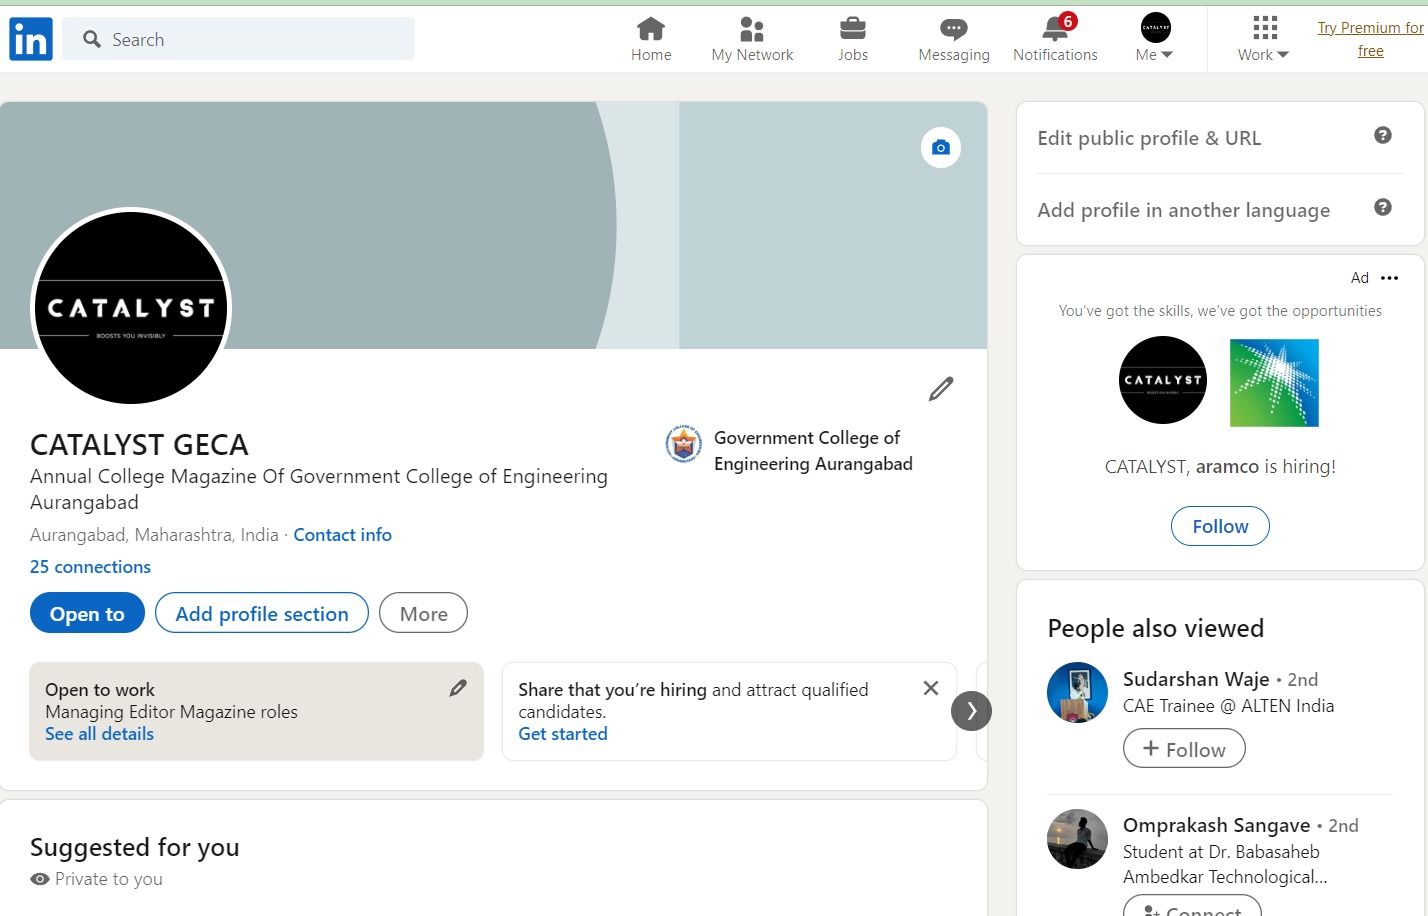 in
Search
Home
My Network
Jobs
Messaging
6
Notifications
CATALYST
Me
Work
Try Premium for
free
CATALYST
BOOSTS YOU INVISIBLY
CATALYST GECA
Annual College Magazine Of Government College of Engineering
Aurangabad
Aurangabad, Maharashtra, India · Contact info
25 connections
Open to
Add profile section
More
Government College of
Engineering Aurangabad
Open to work
Managing Editor Magazine roles
See all details
Share that you’re hiring and attract qualified
candidates.
Get started
Suggested for you
Private to you
Edit public profile & URL
Add profile in another language
Ad
You've got the skills, we've got the opportunities
CATALYST
CATALYST, aramco is hiring!
Follow
People also viewed
Sudarshan Waje • 2nd
CAE Trainee @ ALTEN India
+ Follow
Omprakash Sangave • 2nd
Student at Dr. Babasaheb
Ambedkar Technological...
Connect